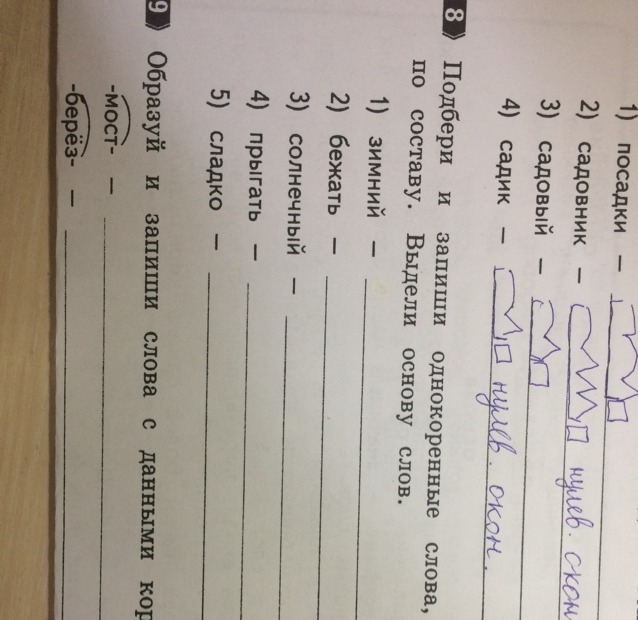 1) посадки –
2) садовник – нулев. окон
3) садовый –
4) садик – нулев. окон.
8 Подбери и запиши однокоренные слова,
по составу. Выдели основу слов.
1) зимний –
2) бежать –
3) солнечный –
4) прыгать –
5) сладко –
9 Образуй и запиши слова с данными кор
-мост- –
-берёз- –